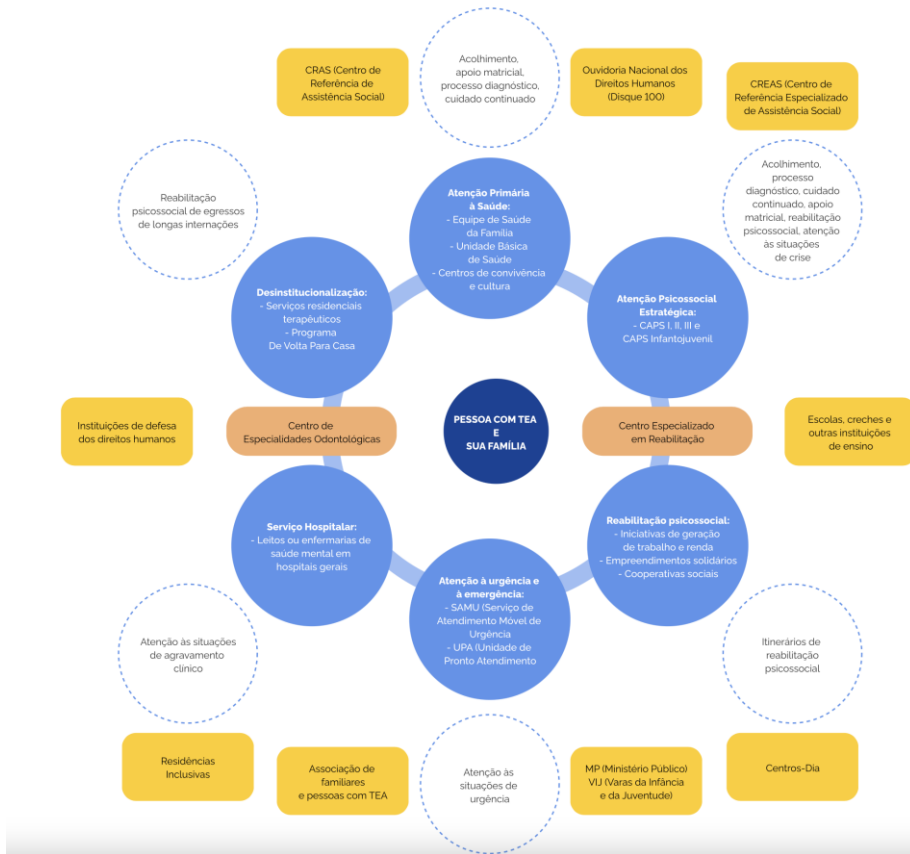 CRAS (Centro de
Referência de
Assistência Social)
Acolhimento,
apoio matricial,
processo diagnóstico,
cuidado continuado
Ouvidoria Nacional dos
Direitos Humanos
(Disque 100)
CREAS (Centro de
Referência Especializado
de Assistência Social)
Reabilitação
psicossocial de egressos
de longas internações
Atenção Primária
à Saúde:
- Equipe de Saúde
da Família
- Unidade Básica
de Saúde
- Centros de convivência
e cultura
Acolhimento,
processo
diagnóstico, cuidado
continuado, apoio
matricial, reabilitação
psicossocial, atenção
às situações
de crise
Desinstitucionalização:
- Serviços residenciais
terapêuticos
- Programa
De Volta Para Casa
Atenção Psicossocial
Estratégica:
- CAPS I, II, III e
CAPS Infantojuvenil
Instituições de defesa
dos direitos humanos
Centro de
Especialidades Odontológicas
PESSOA COM TEA
E
SUA FAMÍLIA
Centro Especializado
em Reabilitação
Escolas, creches e
outras instituições
de ensino
Serviço Hospitalar:
- Leitos ou enfermarias de
saúde mental em
hospitais gerais
Atenção à urgência e
à emergência:
- SAMU (Serviço de
Atendimento Móvel de
Urgência
- UPA (Unidade de
Pronto Atendimento
Reabilitação psicossocial:
- Iniciativas de geração
de trabalho e renda
- Empreendimentos solidários
- Cooperativas sociais
Atenção às situações
de agravamento
clínico
Itinerários de
reabilitação
psicossocial
Residências
Inclusivas
Associação de
familiares
e pessoas com TEA
Atenção às
situações de
urgência
MP (Ministério Público)
VIJ (Varas da Infância
e da Juventude)
Centros-Dia